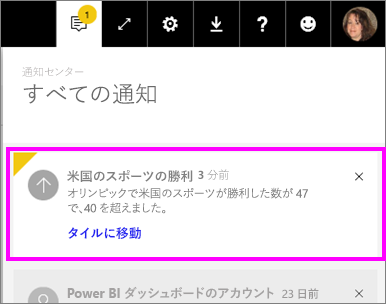 1
?
通知センター
すべての通知
米国のスポーツの勝利 3 分前
オリンピックで米国のスポーツが勝利した数が 47
で、40 を超えました。
タイルに移動
Power BI ダッシュボードのアカウント 23 日前